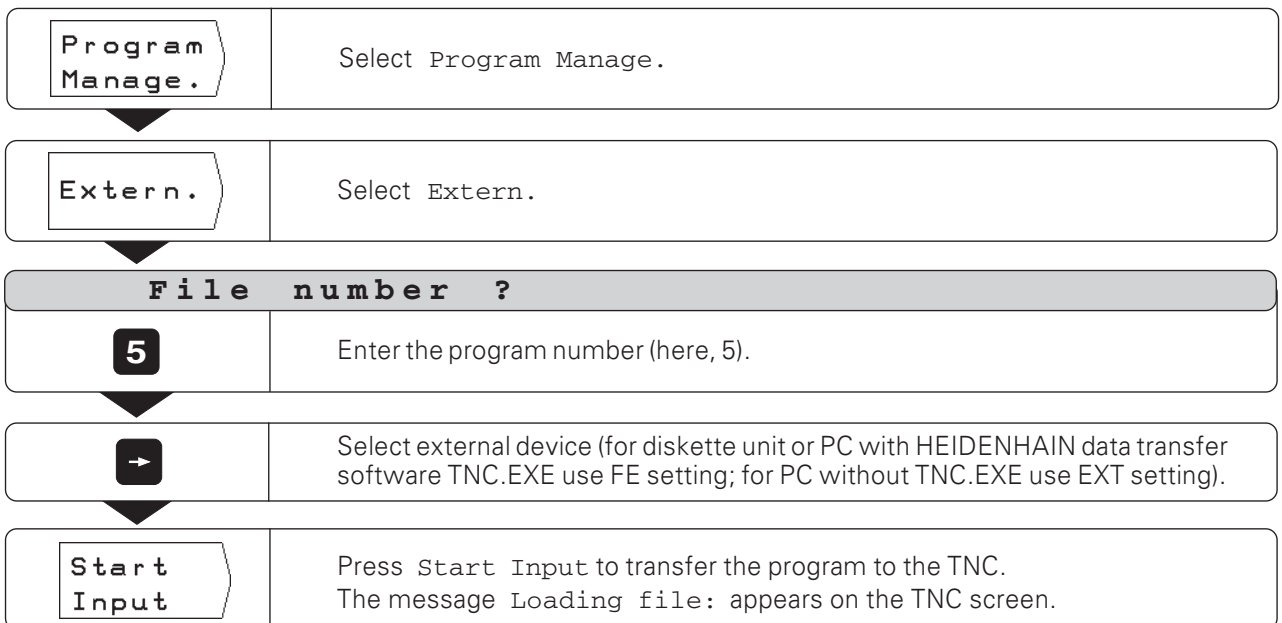 Program
Manage.
Select Program Manage.
Extern.
Select Extern.
File number ?
5
Enter the program number (here, 5).
Select external device (for diskette unit or PC with HEIDENHAIN data transfer
software TNC.EXE use FE setting; for PC without TNC.EXE use EXT setting).
Start
Input
Press Start Input to transfer the program to the TNC.
The message Loading file: appears on the TNC screen.